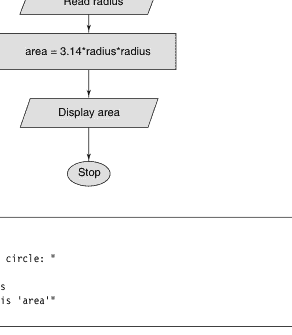 Read radius
area = 3.14*radius*radius
Display area
Stop
circle: "
s
is 'area'"